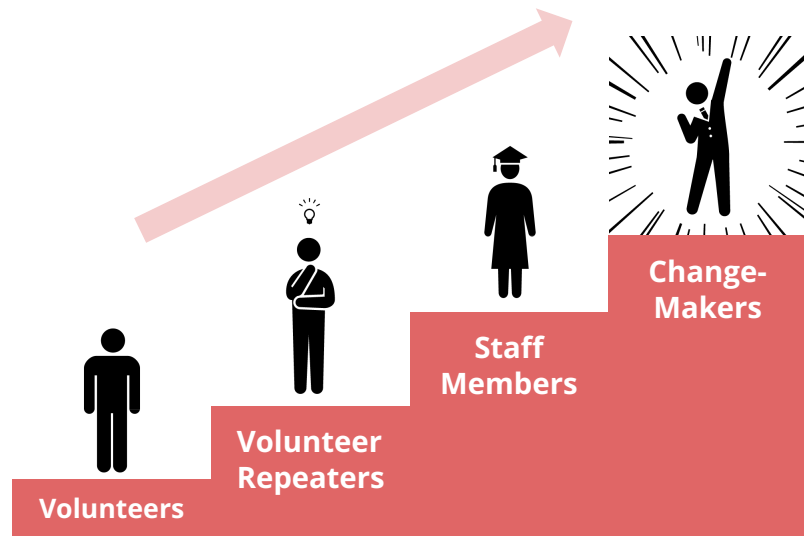 Volunteers
Volunteer
Repeaters
Staff
Members
Change-
Makers